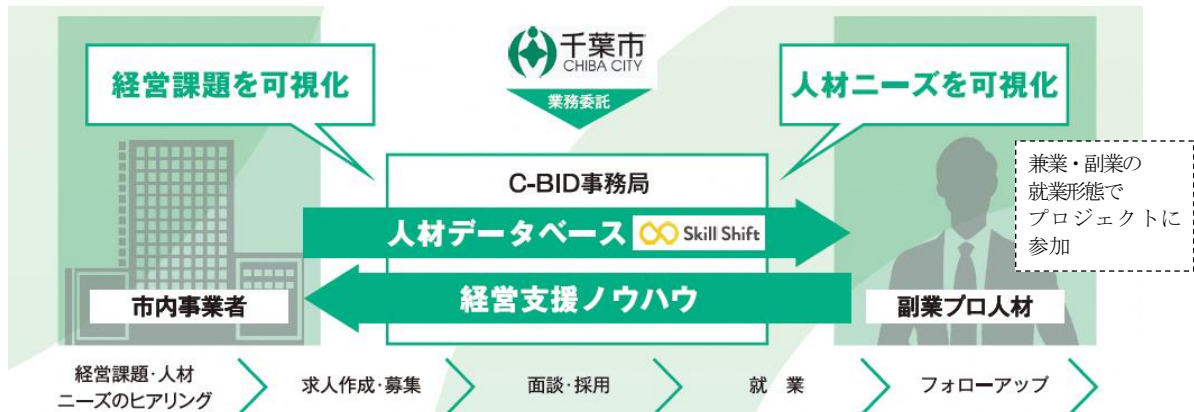 千葉市
CHIBA CITY
業務委託
経営課題を可視化
人材ニーズを可視化
C-BID事務局
人材データベース Skill Shift
経営支援ノウハウ
市内事業者
副業プロ人材
兼業・副業の
就業形態で
プロジェクトに
参加
経営課題・人材
ニーズのヒアリング
求人作成・募集
面談・採用
就 業
フォローアップ